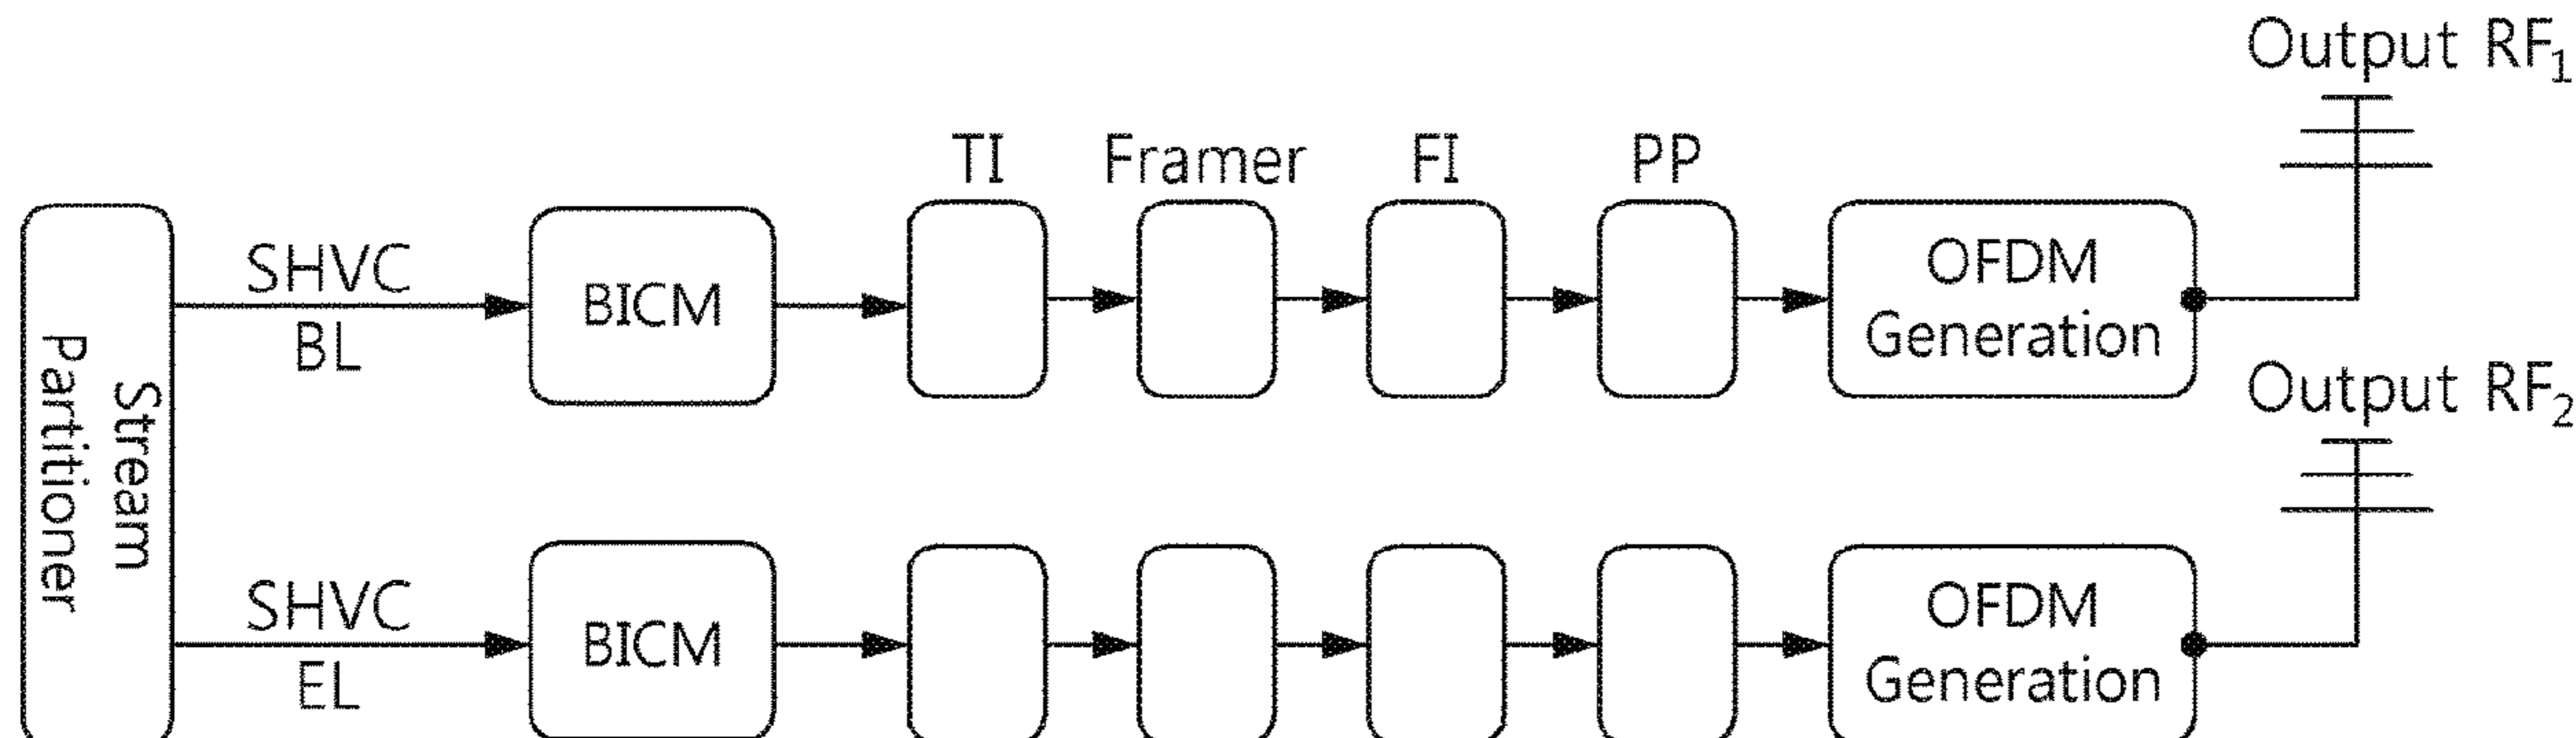 Output RF1
TI Framer FI PP
Stream
Partitioner
SHVC
BL
BICM
OFDM
Generation
Output RF2
SHVC
EL
BICM
OFDM
Generation